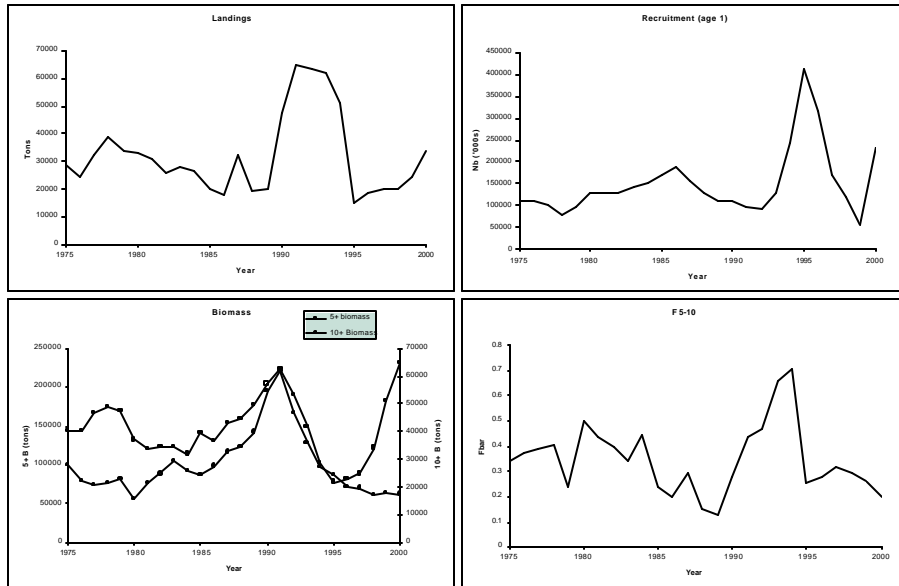 Landings
70000
60000
50000
40000
30000
20000
10000
0
Tons
1975 1980 1985 1990 1995 2000
Year
Recruitment (age 1)
450000
400000
350000
300000
250000
200000
150000
100000
50000
0
Nb ('000s)
1975 1980 1985 1990 1995 2000
Year
Biomass
5+ biomass
10+ Biomass
250000
200000
150000
100000
50000
0
5+ B (tons)
70000
60000
50000
40000
30000
20000
10000
0
10+ B (tons)
1975 1980 1985 1990 1995 2000
Year
F 5-10
0.8
0.7
0.6
0.5
0.4
0.3
0.2
0.1
0
Fbar
1975 1980 1985 1990 1995 2000
Year